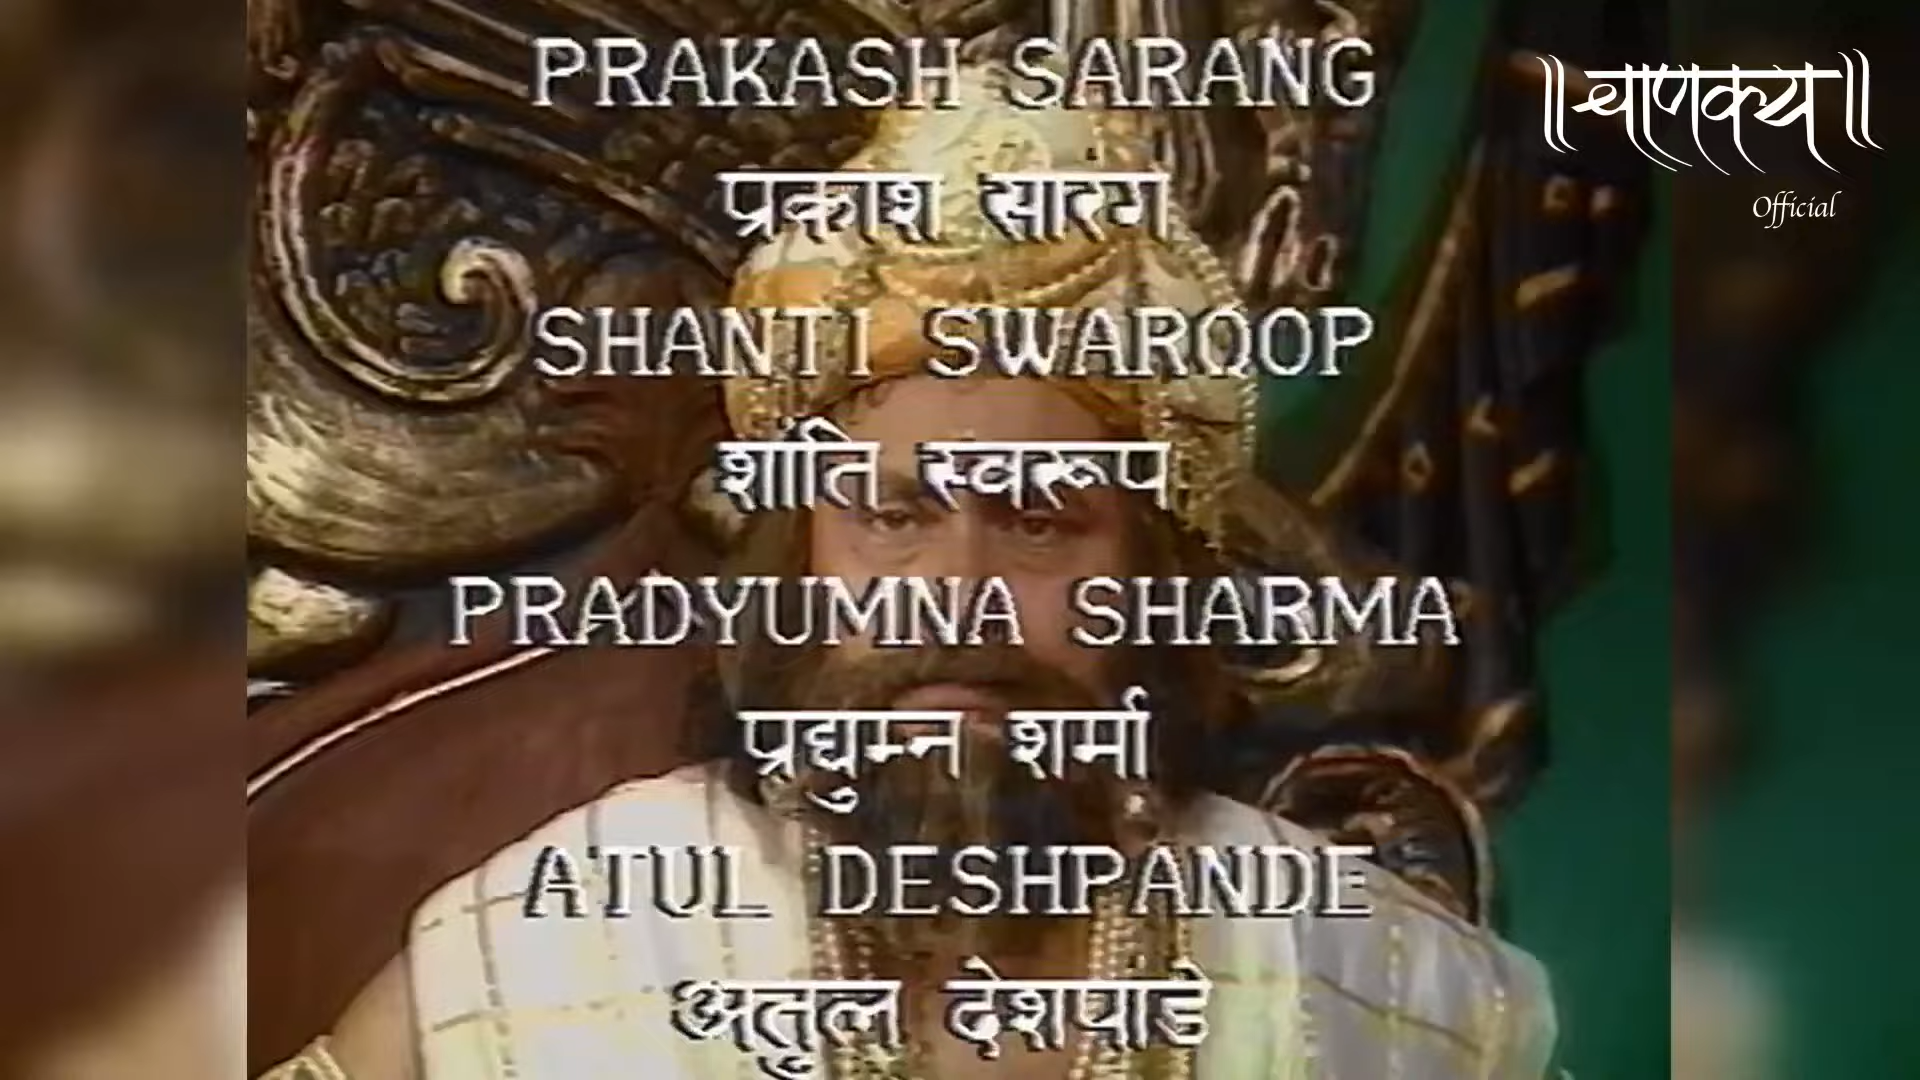 PRAKASH SARANG
॥ चाणक्य ॥
Official
प्रकाश सारंग
SHANTI SWAROOP
शांति स्वरूप
PRADYUMNA SHARMA
प्रद्युम्न शर्मा
ATUL DESHPANDE
अतुल देशपांडे